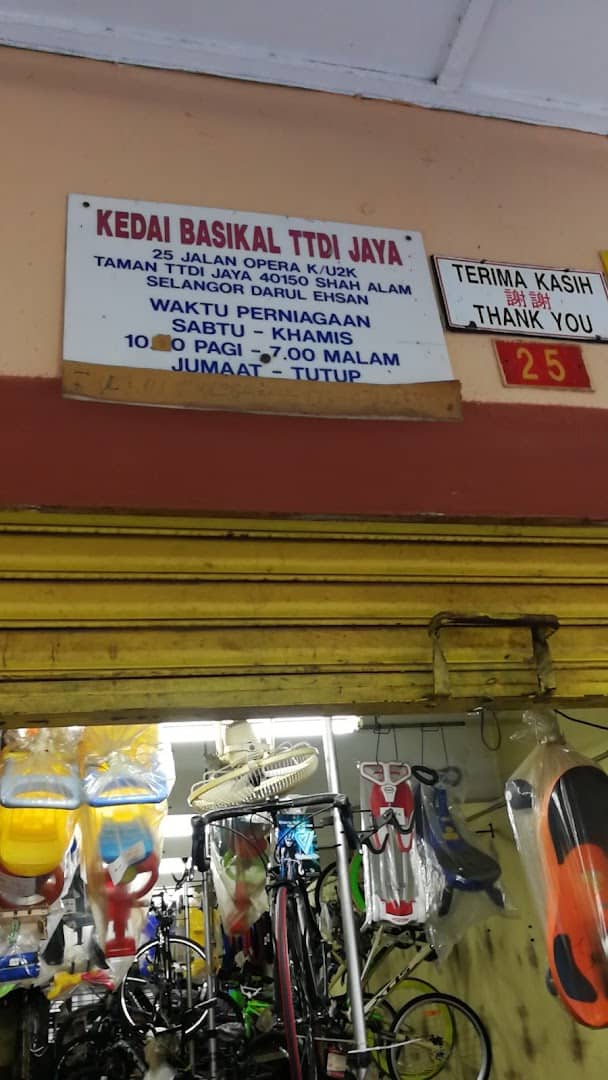 KEDAI BASIKAL TTDI JAYA
25 JALAN OPERA K/U2K
TAMAN TTDI JAYA 40150 SHAH ALAM
SELANGOR DARUL EHSAN
WAKTU PERNIAGAAN
SABTU - KHAMIS
PAGI - 7.00 MALAM
JUMAAT - TUTUP
TERIMA KASIH
謝謝
THANK YOU
25